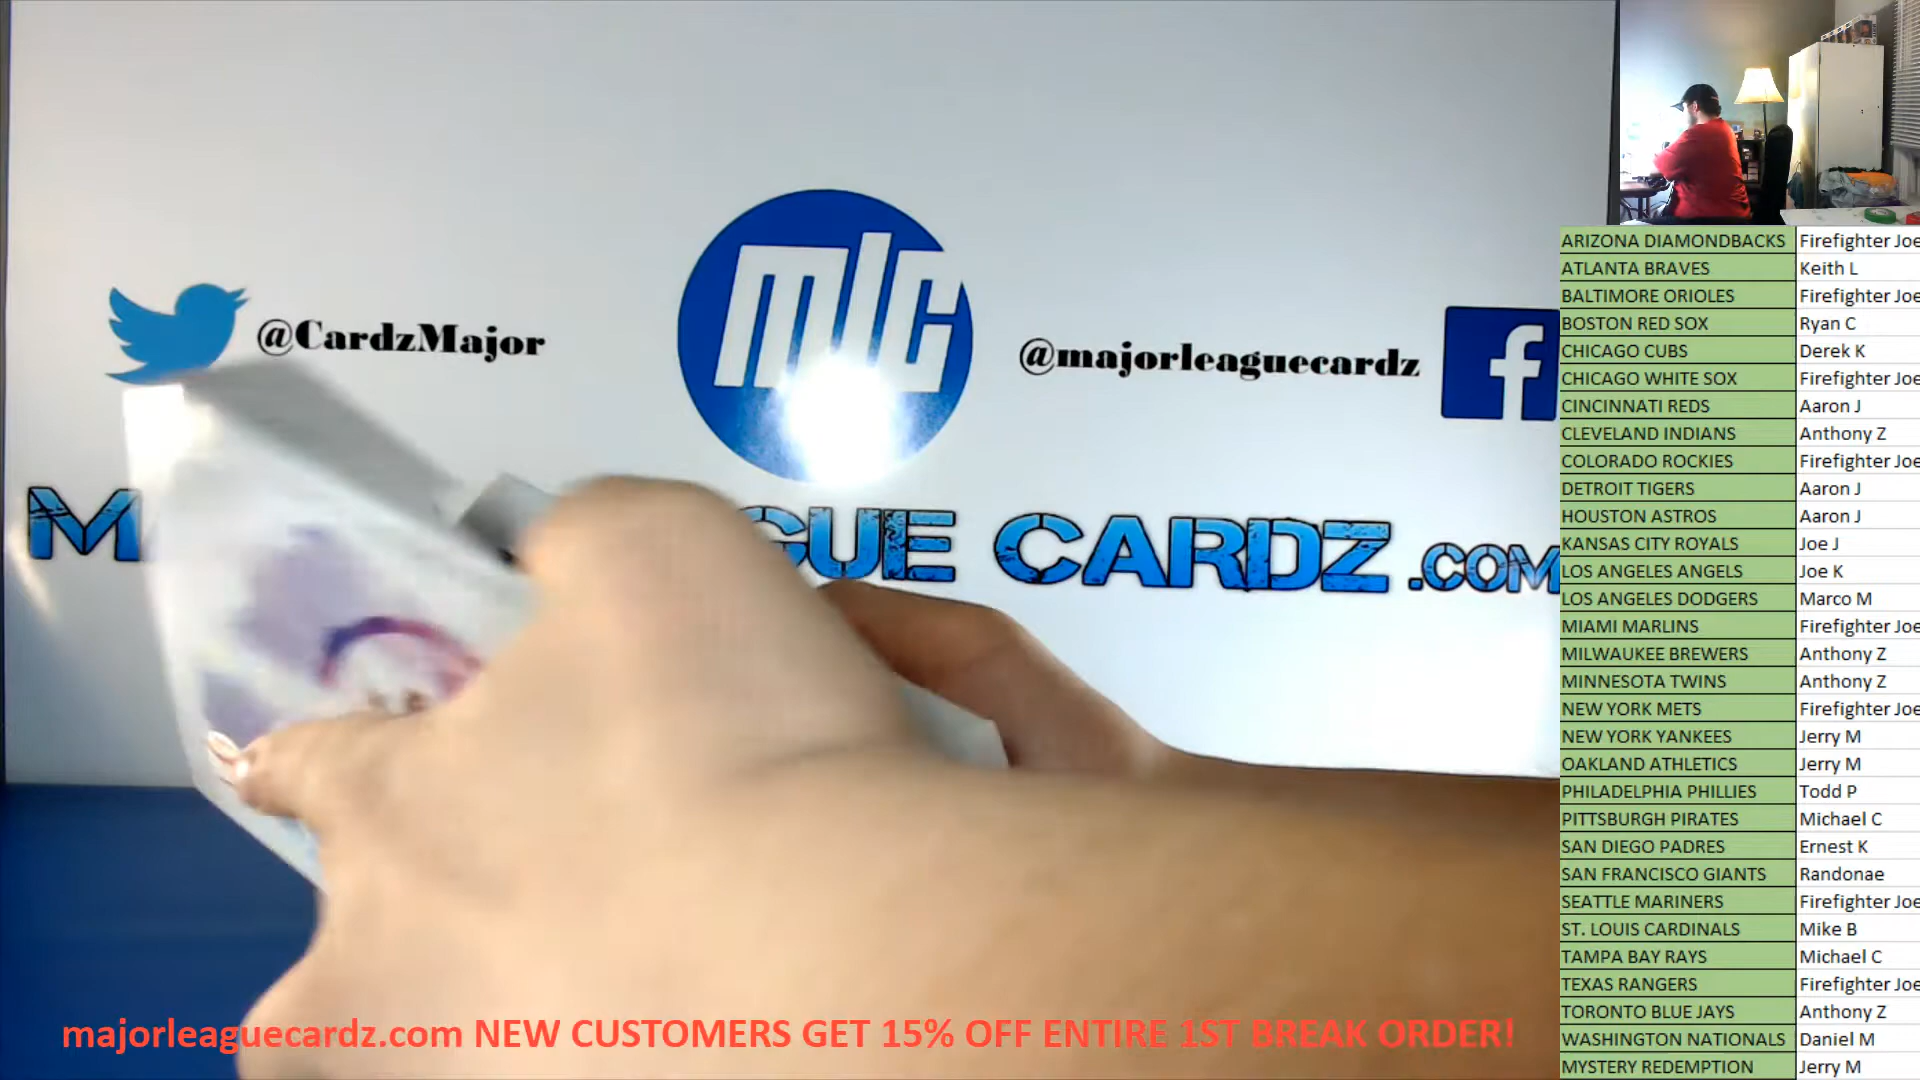 @CardzMajor
mlc
@majorleaguecardz
f
GUE CARDZ .COM
majorleaguecardz.com NEW CUSTOMERS GET 15% OFF ENTIRE 1ST BREAK ORDER!
ARIZONA DIAMONDBACKS Firefighter Joe
ATLANTA BRAVES Keith L
BALTIMORE ORIOLES Firefighter Joe
BOSTON RED SOX Ryan C
CHICAGO CUBS Derek K
CHICAGO WHITE SOX Firefighter Joe
CINCINNATI REDS Aaron J
CLEVELAND INDIANS Anthony Z
COLORADO ROCKIES Firefighter Joe
DETROIT TIGERS Aaron J
HOUSTON ASTROS Aaron J
KANSAS CITY ROYALS Joe J
LOS ANGELES ANGELS Joe K
LOS ANGELES DODGERS Marco M
MIAMI MARLINS Firefighter Joe
MILWAUKEE BREWERS Anthony Z
MINNESOTA TWINS Anthony Z
NEW YORK METS Firefighter Joe
NEW YORK YANKEES Jerry M
OAKLAND ATHLETICS Jerry M
PHILADELPHIA PHILLIES Todd P
PITTSBURGH PIRATES Michael C
SAN DIEGO PADRES Ernest K
SAN FRANCISCO GIANTS Randonae
SEATTLE MARINERS Firefighter Joe
ST. LOUIS CARDINALS Mike B
TAMPA BAY RAYS Michael C
TEXAS RANGERS Firefighter Joe
TORONTO BLUE JAYS Anthony Z
WASHINGTON NATIONALS Daniel M
MYSTERY REDEMPTION Jerry M